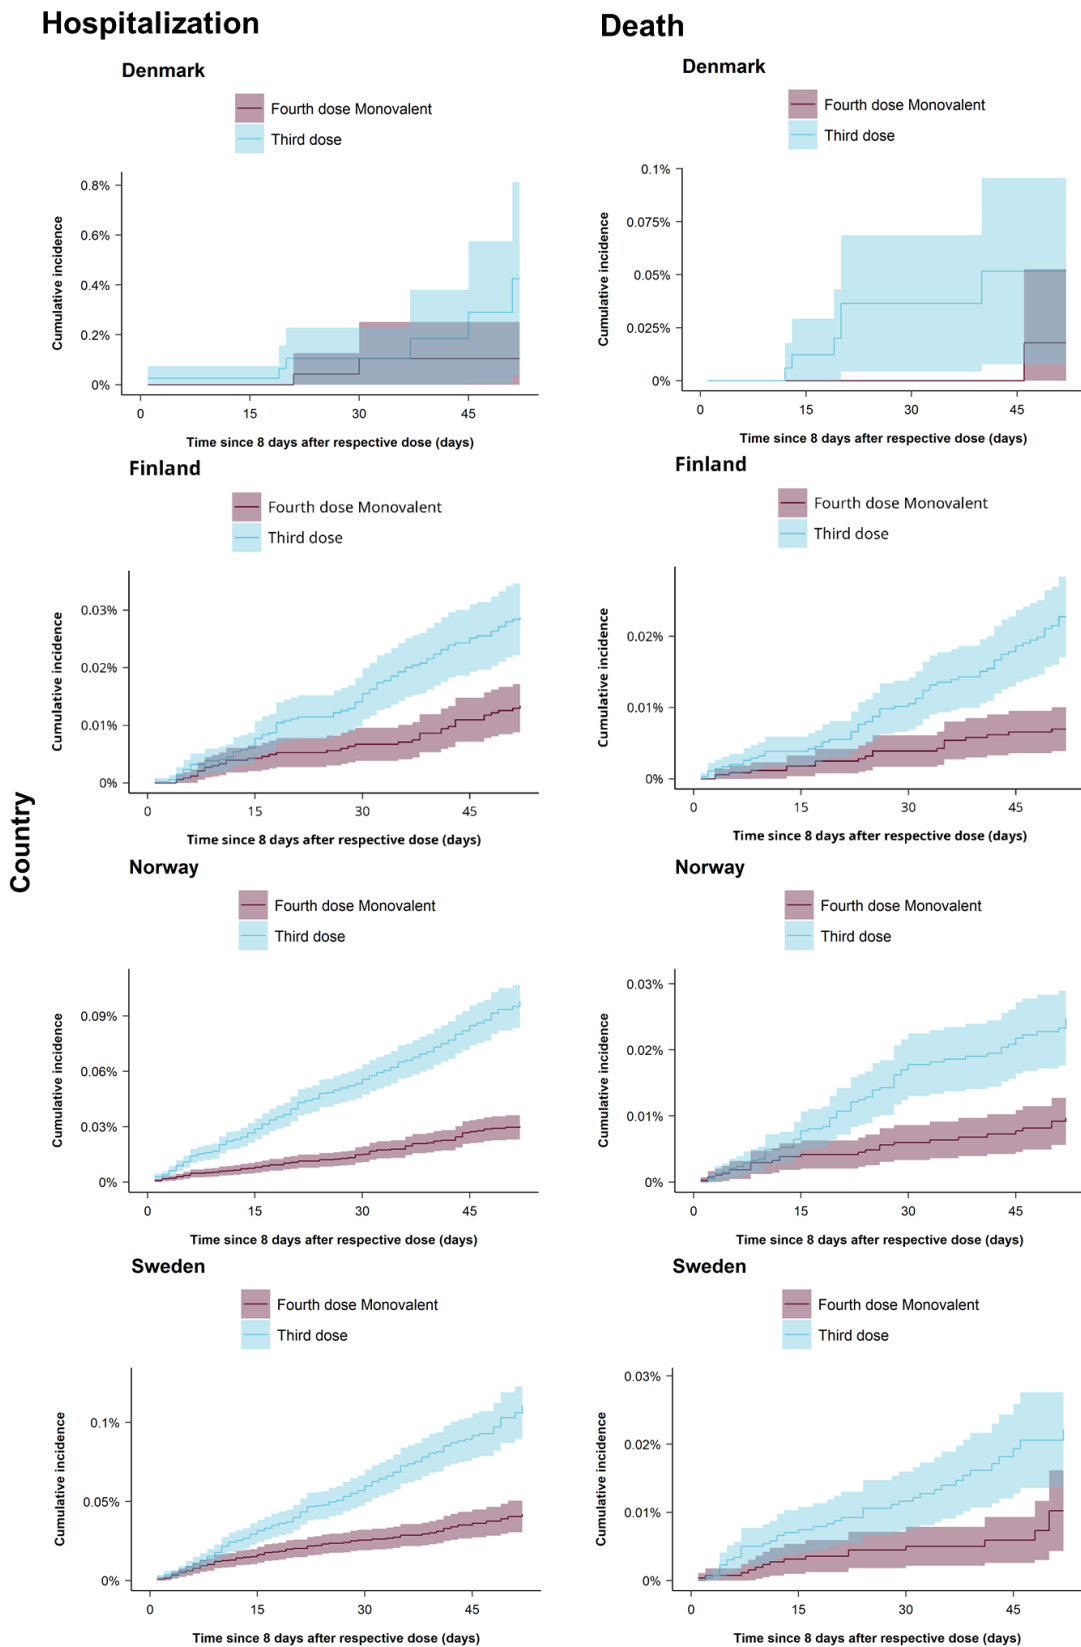 Hospitalization
Death
Country
Denmark
Fourth dose Monovalent
Third dose
Cumulative incidence
0.8%
0.6%
0.4%
0.2%
0%
0 15 30 45
Time since 8 days after respective dose (days)
Denmark
Fourth dose Monovalent
Third dose
Cumulative incidence
0.1%
0.075%
0.05%
0.025%
0%
0 15 30 45
Time since 8 days after respective dose (days)
Finland
Fourth dose Monovalent
Third dose
Cumulative incidence
0.03%
0.02%
0.01%
0%
0 15 30 45
Time since 8 days after respective dose (days)
Finland
Fourth dose Monovalent
Third dose
Cumulative incidence
0.02%
0.01%
0%
0 15 30 45
Time since 8 days after respective dose (days)
Norway
Fourth dose Monovalent
Third dose
Cumulative incidence
0.09%
0.06%
0.03%
0%
0 15 30 45
Time since 8 days after respective dose (days)
Norway
Fourth dose Monovalent
Third dose
Cumulative incidence
0.03%
0.02%
0.01%
0%
0 15 30 45
Time since 8 days after respective dose (days)
Sweden
Fourth dose Monovalent
Third dose
Cumulative incidence
0.1%
0.05%
0%
0 15 30 45
Time since 8 days after respective dose (days)
Sweden
Fourth dose Monovalent
Third dose
Cumulative incidence
0.03%
0.02%
0.01%
0%
0 15 30 45
Time since 8 days after respective dose (days)